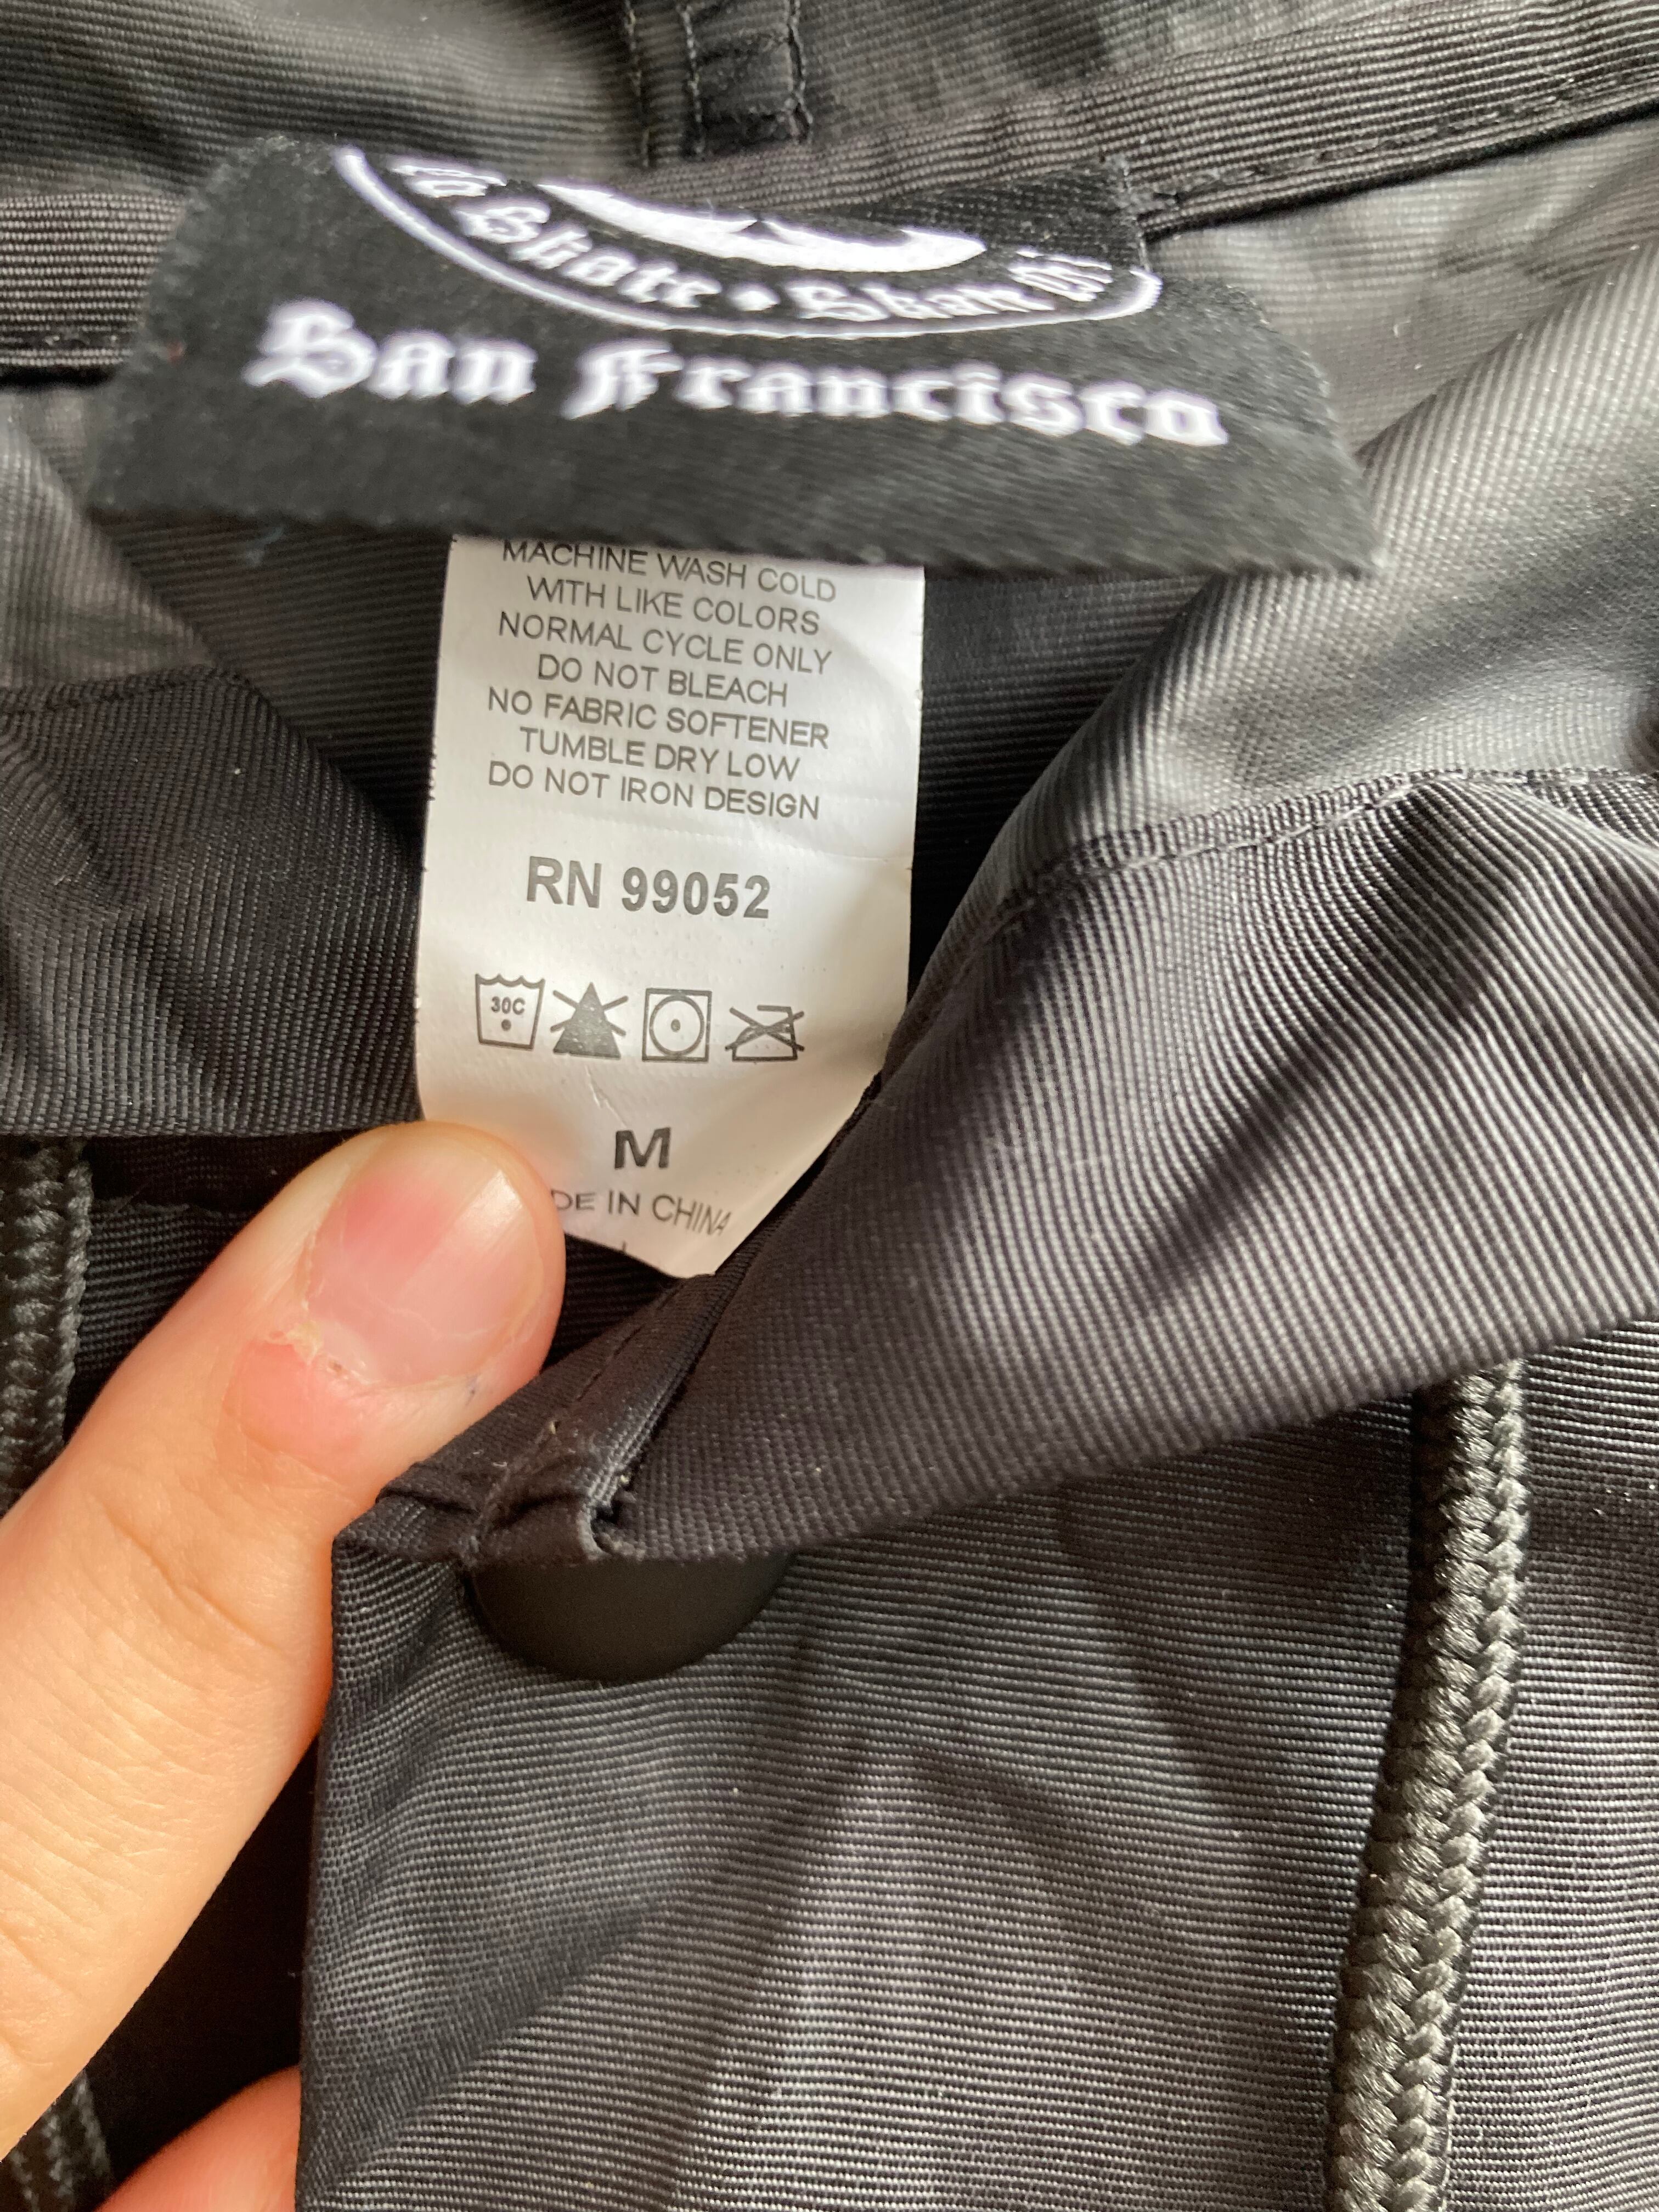 Skate
San Francisco
MACHINE WASH COLD
WITH LIKE COLORS
NORMAL CYCLE ONLY
DO NOT BLEACH
NO FABRIC SOFTENER
TUMBLE DRY LOW
DO NOT IRON DESIGN
RN 99052
30C
M
DE IN CHINA